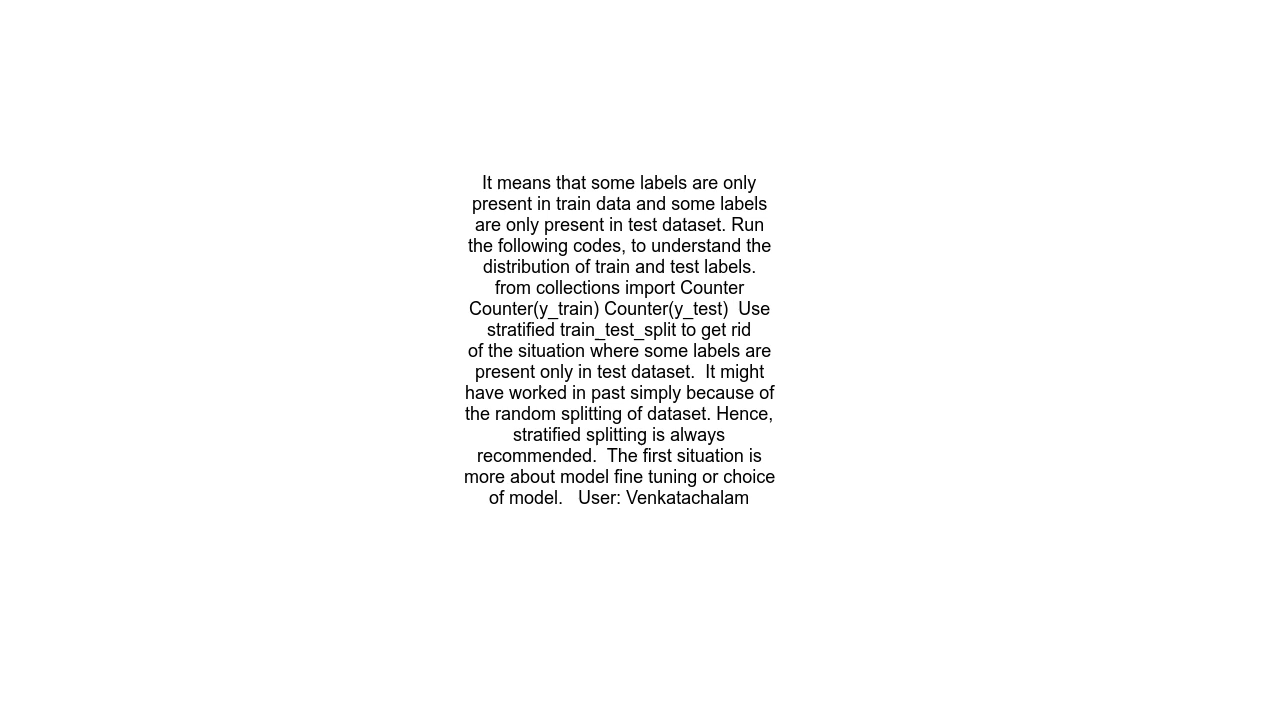 It means that some labels are only
present in train data and some labels
are only present in test dataset. Run
the following codes, to understand the
distribution of train and test labels.
from collections import Counter
Counter(y_train) Counter(y_test)  Use
stratified train_test_split to get rid
of the situation where some labels are
present only in test dataset.  It might
have worked in past simply because of
the random splitting of dataset. Hence,
stratified splitting is always
recommended.  The first situation is
more about model fine tuning or choice
of model.   User: Venkatachalam